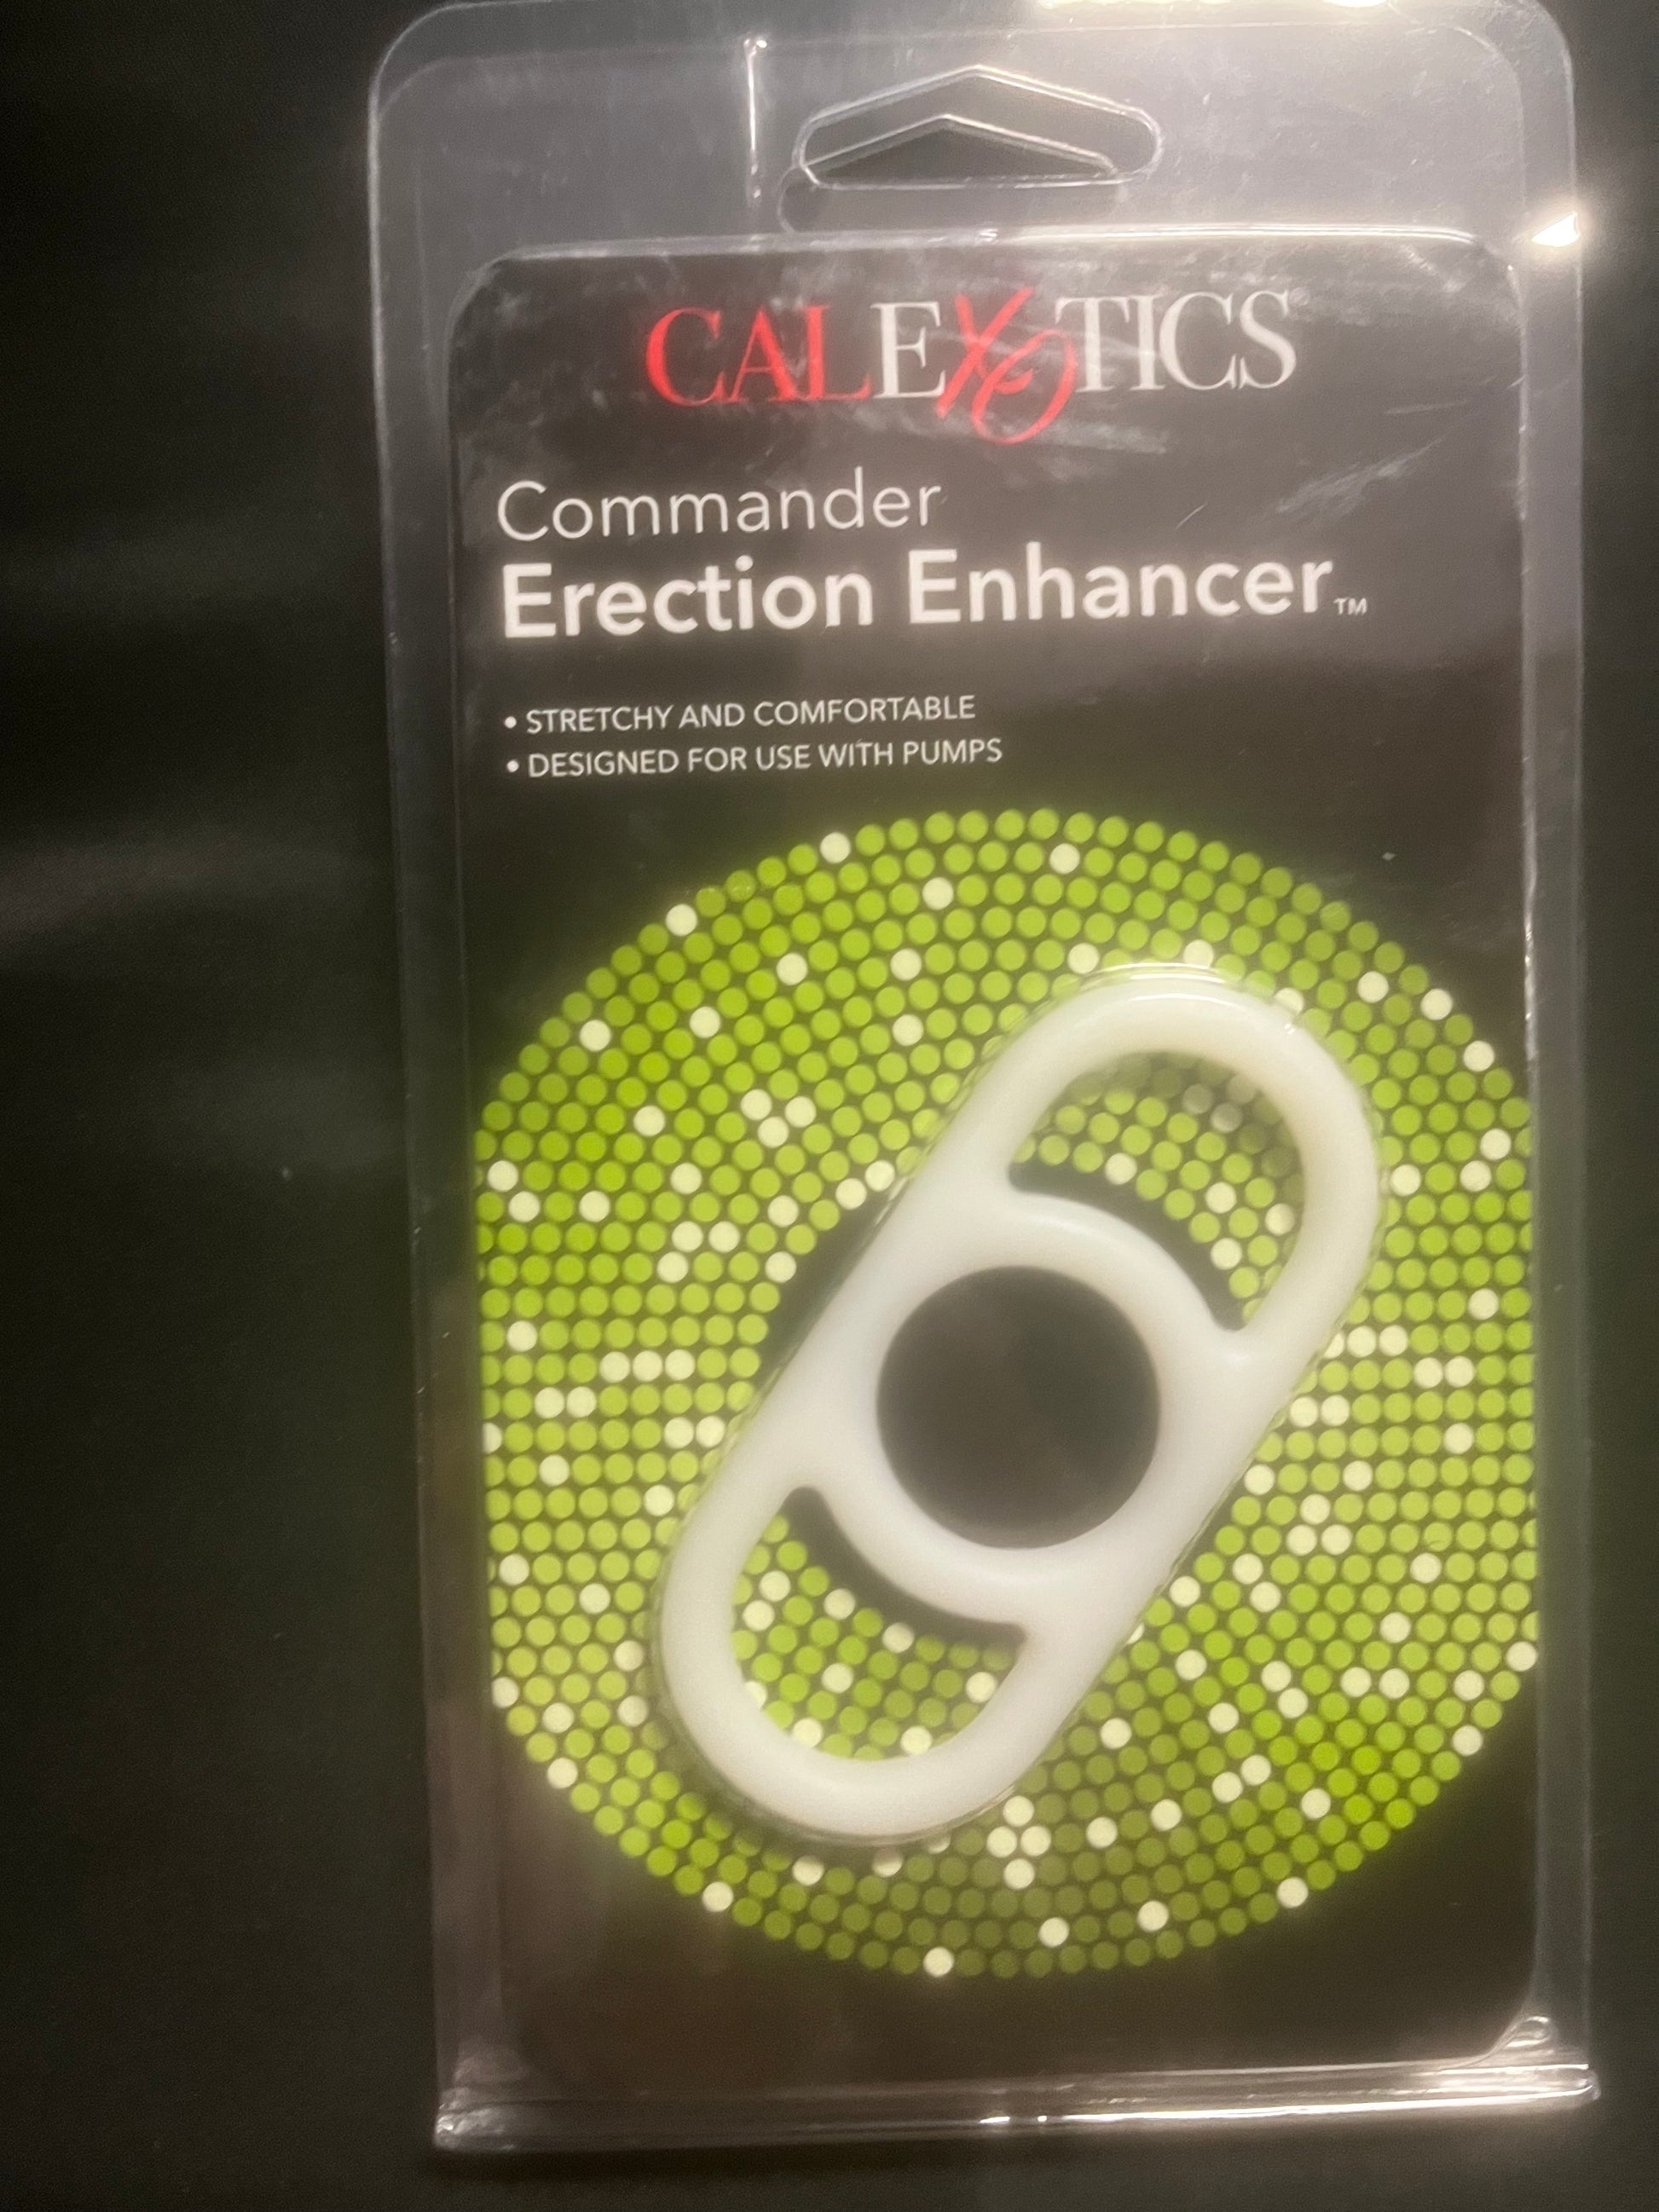 CALEXOTICS
Commander
Erection Enhancer™
• STRETCHY AND COMFORTABLE
• DESIGNED FOR USE WITH PUMPS